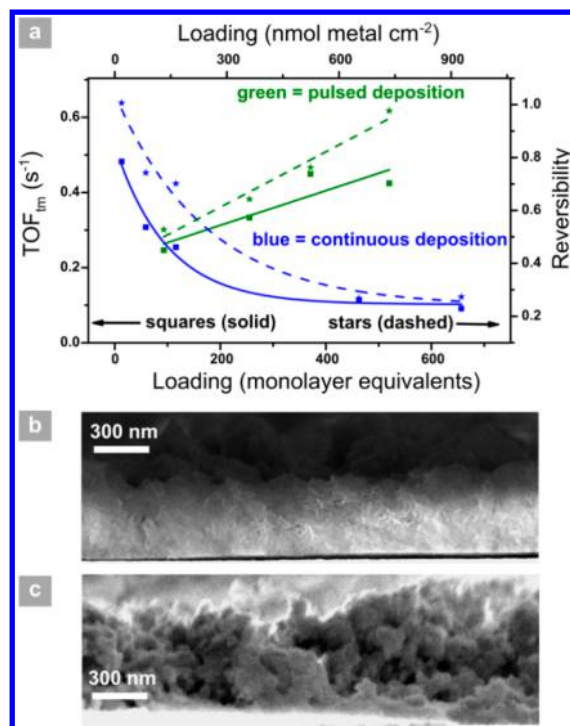 a
Loading (nmol metal cm-2)
0 300 600 900
green = pulsed deposition
blue = continuous deposition
squares (solid) stars (dashed)
TOFtm (s-1)
0.6
0.4
0.2
0.0
Reversibility
1.0
0.8
0.6
0.4
0.2
0 200 400 600
Loading (monolayer equivalents)
b
300 nm
c
300 nm